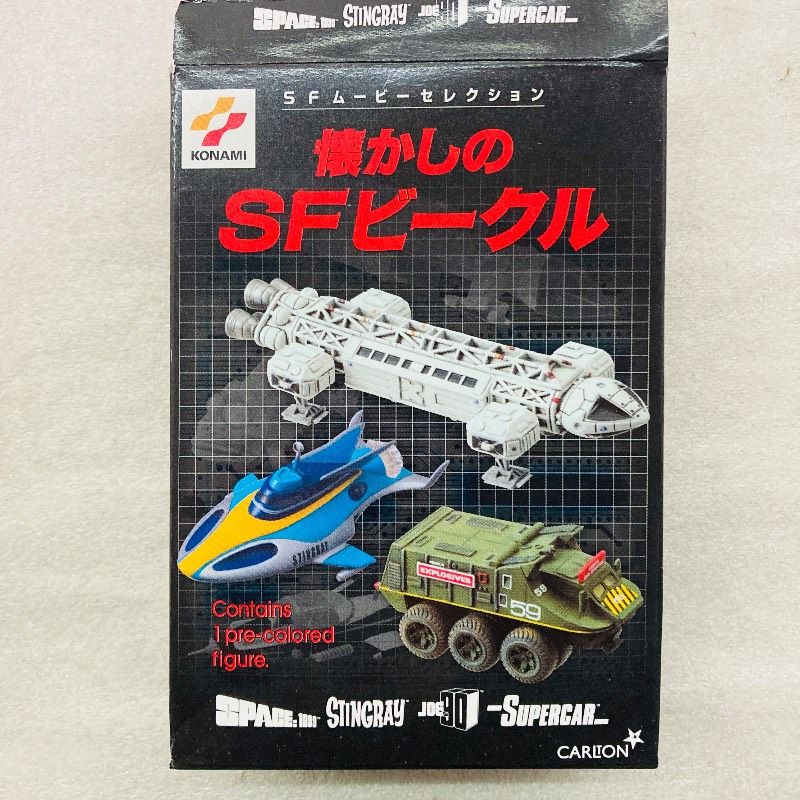 SPACE: 1999 STINGRAY JOE 90 SUPERCAR
SFムービーセレクション
KONAMI
懐かしの
SFビークル
STINGRAY
EXPLOSIVES
59
59
Contains
1 pre-colored
figure.
SPACE: 1999 STINGRAY JOE 90 SUPERCAR
CARLTON